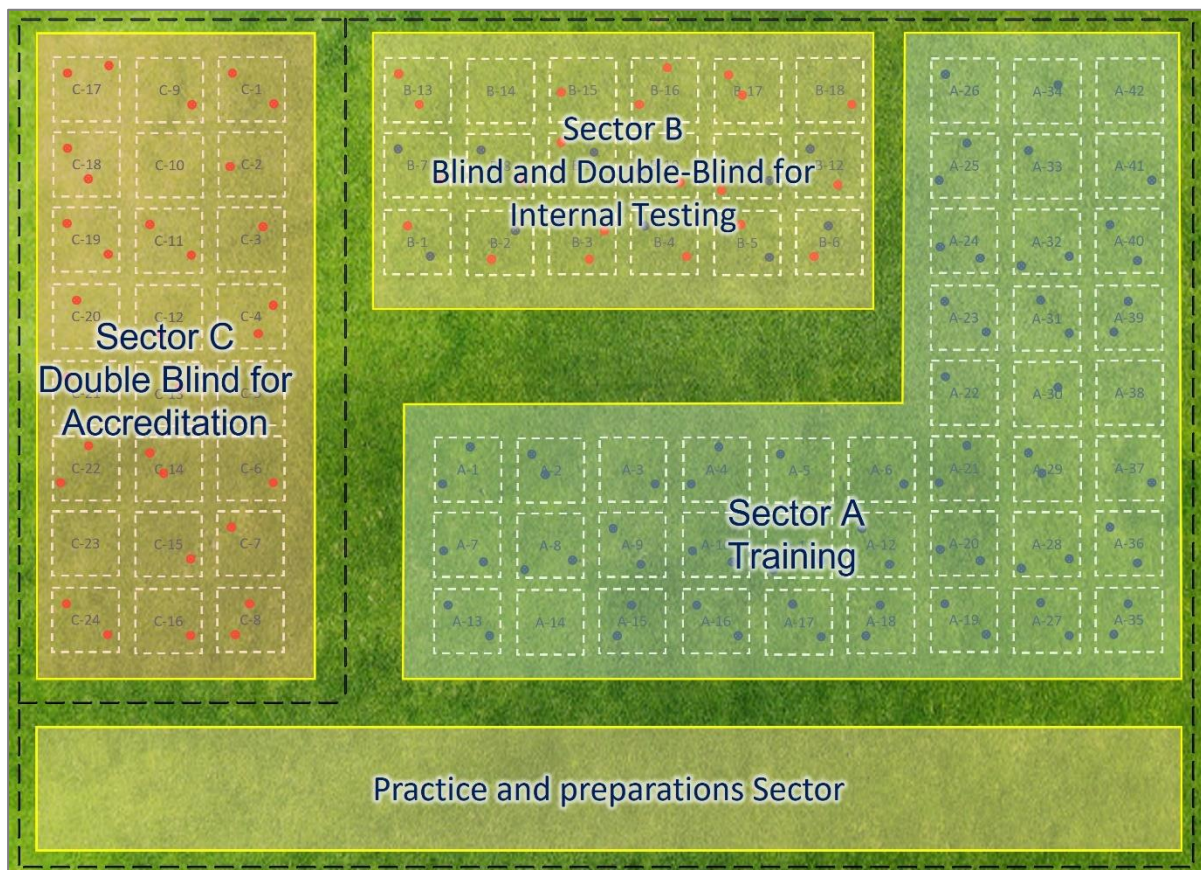 C-17 C-9 C-1
C-18 C-10 C-2
C-19 C-11 C-3
C-20 C-12 C-4
Sector C
Double Blind for
Accreditation
C-22 C-14 C-6
C-23 C-15 C-7
C-24 C-16 C-8
B-13 B-14 B-15 B-16 B-17 B-18
Sector B
B-7 B-12
Blind and Double-Blind for
Internal Testing
B-1 B-2 B-3 B-4 B-5 B-6
A-26 A-34 A-42
A-25 A-33 A-41
A-24 A-32 A-40
A-23 A-31 A-39
A-22 A-30 A-38
A-1 A-2 A-3 A-4 A-5 A-6 A-21 A-29 A-37
Sector A
Training
A-7 A-8 A-9 A-12 A-20 A-28 A-36
A-13 A-14 A-15 A-16 A-17 A-18 A-19 A-27 A-35
Practice and preparations Sector